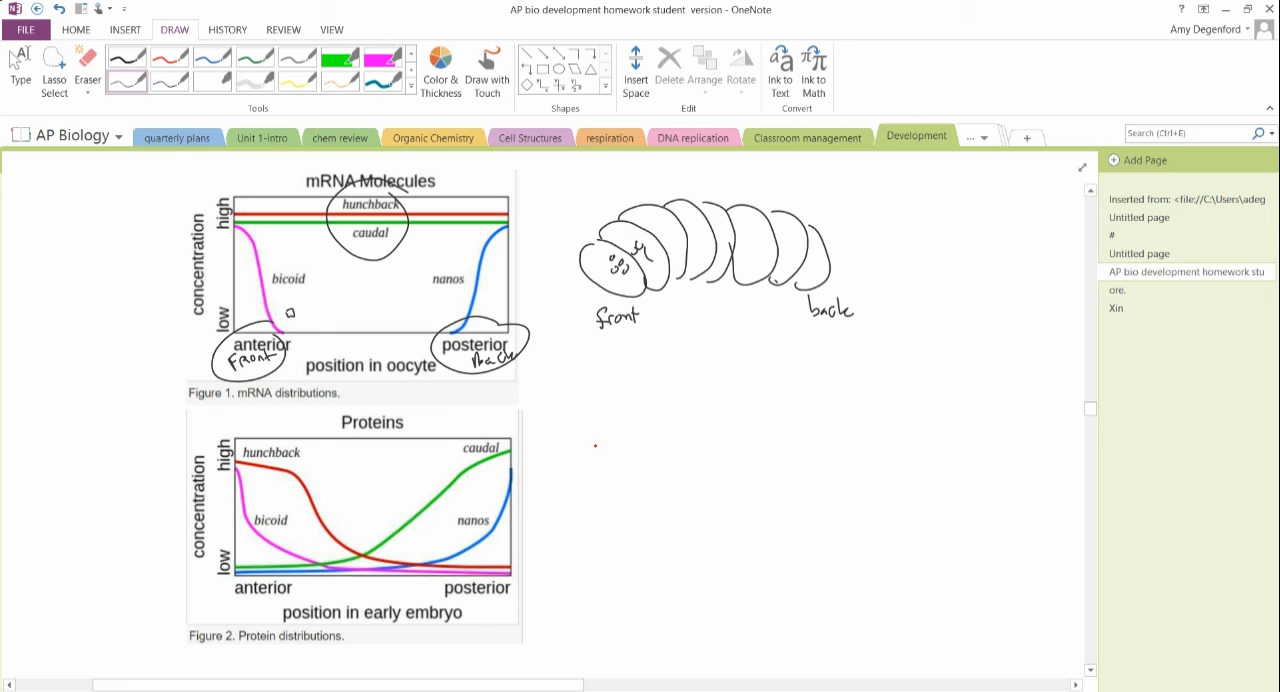 AP bio development homework student version - OneNote
?
FILE HOME INSERT DRAW HISTORY REVIEW VIEW
Amy Degenford
Type
Lasso Select
Eraser
Color & Thickness
Draw with Touch
Insert Space
Delete
Arrange
Rotate
Ink to Text
Ink to Math
Tools
Shapes
Edit
Convert
AP Biology
quarterly plans
Unit 1-intro
chem review
Organic Chemistry
Cell Structures
respiration
DNA replication
Classroom management
Development
...
+
Search (Ctrl+E)
Add Page
Inserted from: <file://C:\Users\adeg
Untitled page
#
Untitled page
AP bio development homework stu
ore.
Xin
mRNA Molecules
concentration
high
low
hunchback
caudal
bicoid
nanos
anterior
posterior
Front
Back
position in oocyte
Figure 1. mRNA distributions.
front
back
Proteins
concentration
high
low
hunchback
caudal
bicoid
nanos
anterior
posterior
position in early embryo
Figure 2. Protein distributions.